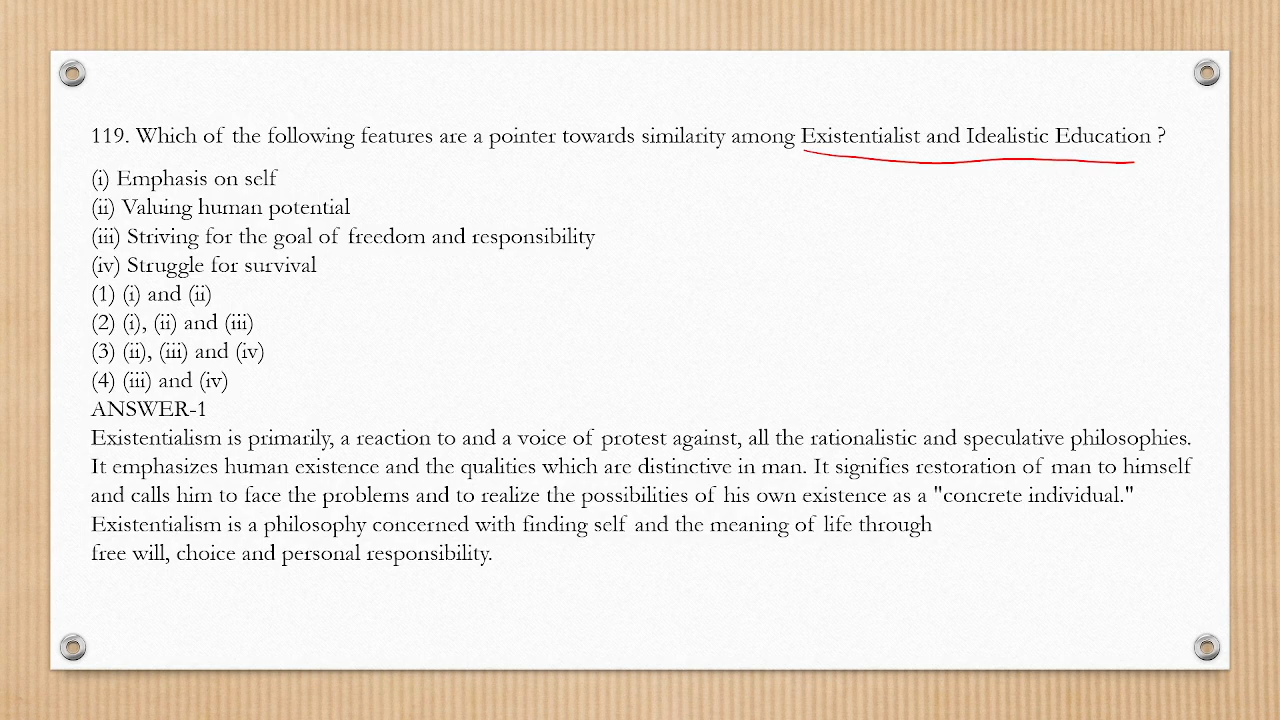 119. Which of the following features are a pointer towards similarity among Existentialist and Idealistic Education ?
(i) Emphasis on self
(ii) Valuing human potential
(iii) Striving for the goal of freedom and responsibility
(iv) Struggle for survival
(1) (i) and (ii)
(2) (i), (ii) and (iii)
(3) (ii), (iii) and (iv)
(4) (iii) and (iv)
ANSWER-1
Existentialism is primarily, a reaction to and a voice of protest against, all the rationalistic and speculative philosophies.
It emphasizes human existence and the qualities which are distinctive in man. It signifies restoration of man to himself
and calls him to face the problems and to realize the possibilities of his own existence as a "concrete individual."
Existentialism is a philosophy concerned with finding self and the meaning of life through
free will, choice and personal responsibility.